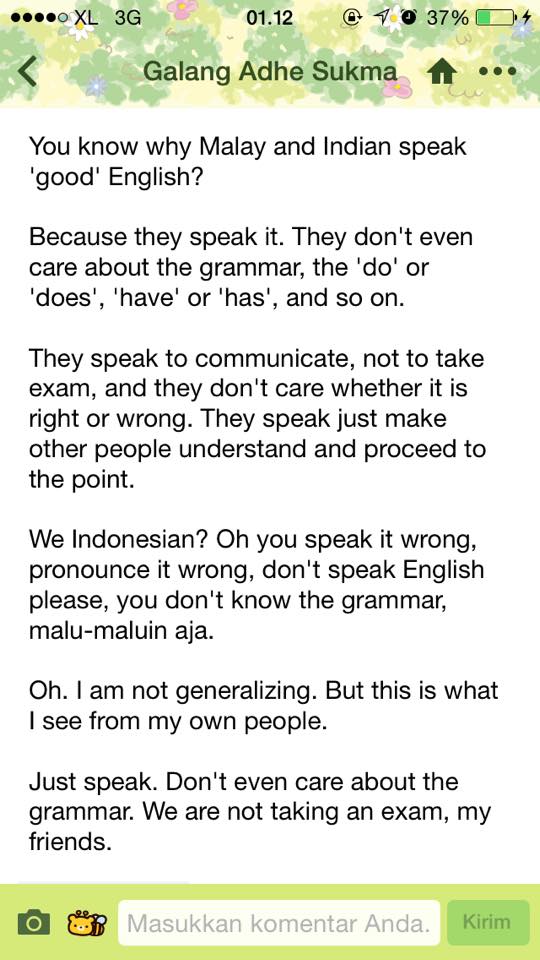 XL 3G 01.12 37%
Galang Adhe Sukma
You know why Malay and Indian speak
'good' English?
Because they speak it. They don't even
care about the grammar, the 'do' or
'does', 'have' or 'has', and so on.
They speak to communicate, not to take
exam, and they don't care whether it is
right or wrong. They speak just make
other people understand and proceed to
the point.
We Indonesian? Oh you speak it wrong,
pronounce it wrong, don't speak English
please, you don't know the grammar,
malu-maluin aja.
Oh. I am not generalizing. But this is what
I see from my own people.
Just speak. Don't even care about the
grammar. We are not taking an exam, my
friends.
Masukkan komentar Anda. Kirim